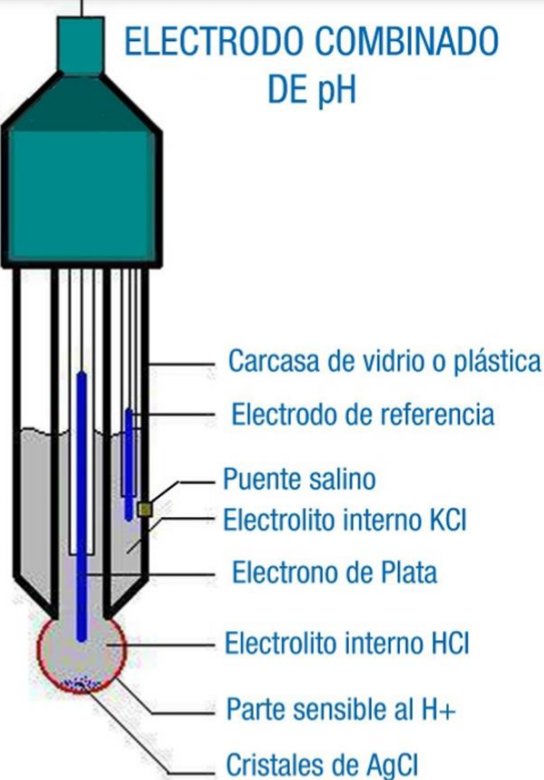 ELECTRODO COMBINADO
DE pH
Carcasa de vidrio o plástica
Electrodo de referencia
Puente salino
Electrolito interno KCl
Electrono de Plata
Electrolito interno HCl
Parte sensible al H+
Cristales de AgCl